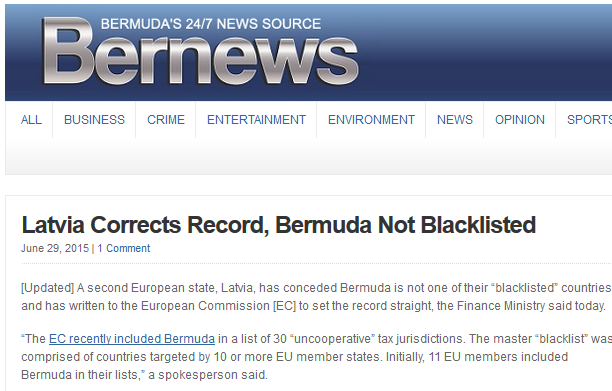 BERMUDA'S 24/7 NEWS SOURCE
Bernews
ALL BUSINESS CRIME ENTERTAINMENT ENVIRONMENT NEWS OPINION SPORTS
Latvia Corrects Record, Bermuda Not Blacklisted
June 29, 2015 | 1 Comment
[Updated] A second European state, Latvia, has conceded Bermuda is not one of their “blacklisted” countries
and has written to the European Commission [EC] to set the record straight, the Finance Ministry said today.
“The EC recently included Bermuda in a list of 30 “uncooperative” tax jurisdictions. The master “blacklist” was
comprised of countries targeted by 10 or more EU member states. Initially, 11 EU members included
Bermuda in their lists,” a spokesperson said.